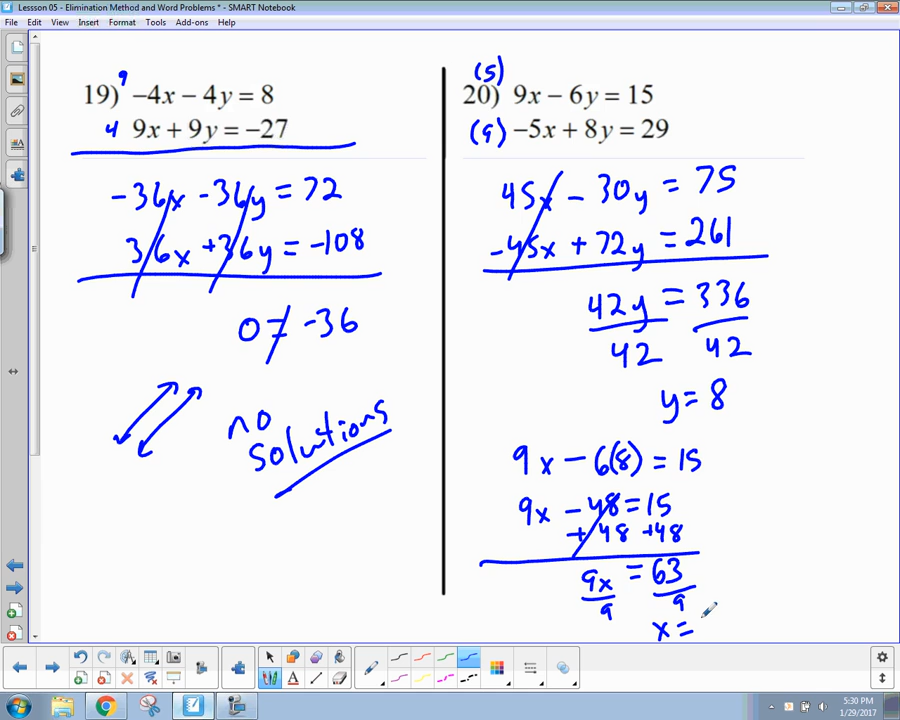 Lessson 05 - Elimination Method and Word Problems * - SMART Notebook
File Edit View Insert Format Tools Add-ons Help
9
19) −4x − 4y = 8
4 9x + 9y = −27
-36x -36y = 72
36x +36y = -108
0 ≠ -36
no
solutions
(5)
20) 9x − 6y = 15
(9) −5x + 8y = 29
45x - 30y = 75
-45x + 72y = 261
42y = 336
42 42
y = 8
9x - 6(8) = 15
9x - 48 = 15
+ 48 +48
9x = 63
9 9
x =
A
5:30 PM
1/29/2017